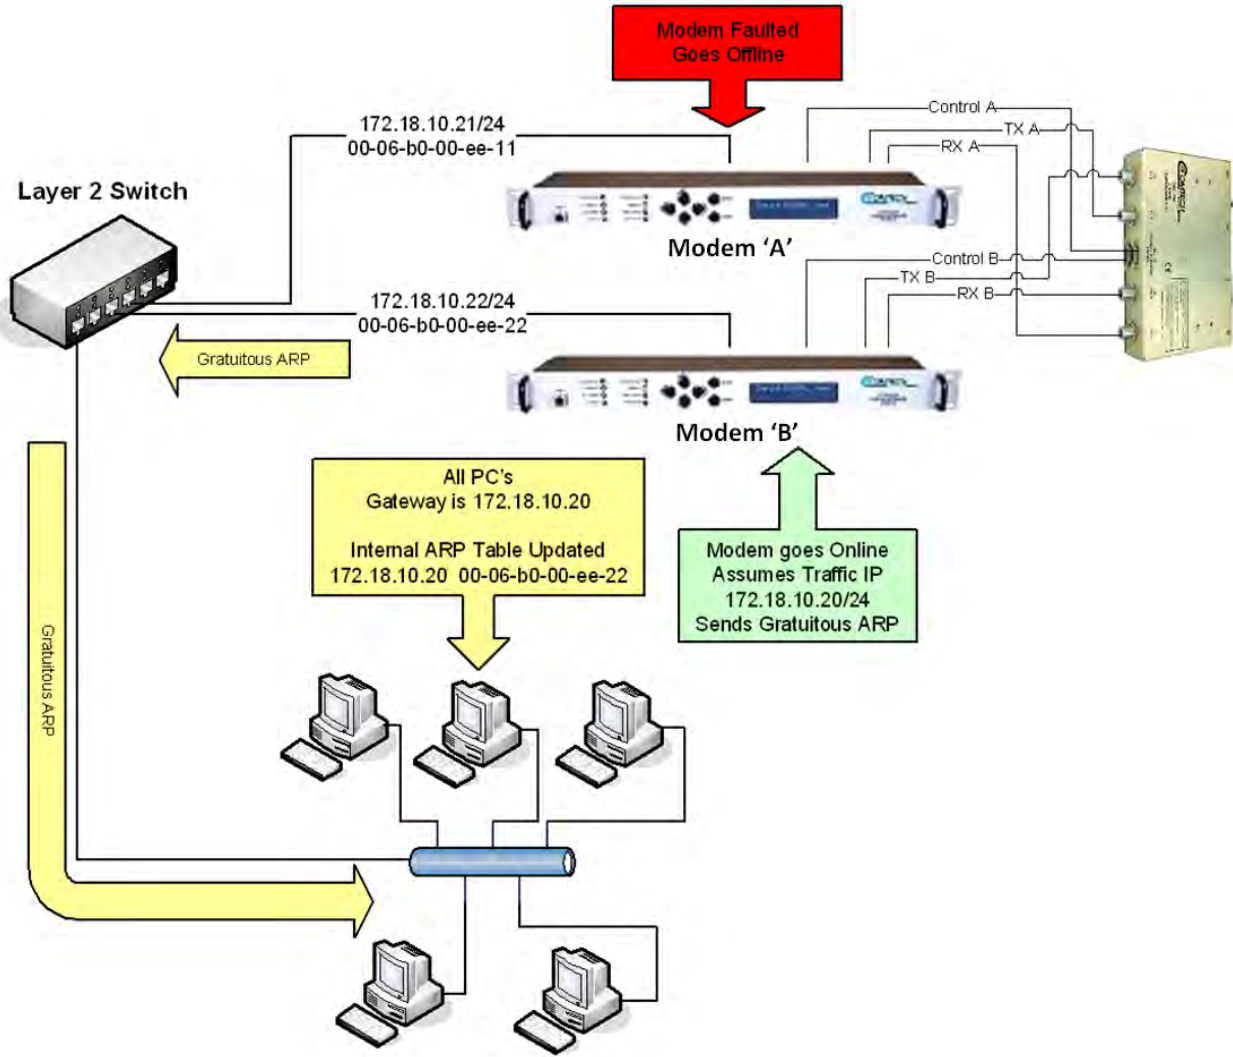 Modem Faulted
Goes Offline
Control A
TX A
RX A
172.18.10.21/24
00-06-b0-00-ee-11
Layer 2 Switch
Modem 'A'
Control B
TX B
RX B
172.18.10.22/24
00-06-b0-00-ee-22
Gratuitous ARP
Modem 'B'
All PC's
Gateway is 172.18.10.20
Internal ARP Table Updated
172.18.10.20 00-06-b0-00-ee-22
Modem goes Online
Assumes Traffic IP
172.18.10.20/24
Sends Gratuitous ARP
Gratuitous ARP